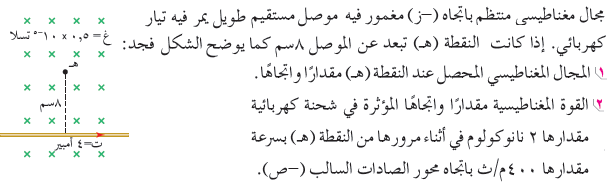 مجال مغناطيسي منتظم باتجاه (-ز) مغمور فيه موصل مستقيم طويل يمر فيه تيار
كهربائي. إذا كانت النقطة (هـ) تبعد عن الموصل ٨سم كما يوضح الشكل فجد:
١ المجال المغناطيسي المحصل عند النقطة (هـ) مقدارًا واتجاهًا.
٢ القوة المغناطيسية مقدارًا واتجاهًا المؤثرة في شحنة كهربائية
مقدارها ٢ نانوكولوم في أثناء مرورها من النقطة (هـ) بسرعة
مقدارها ٤٠٠م/ث باتجاه محور الصادات السالب (-ص).
غ= ٠,٥ × ١٠-٥ تسلا
هـ
٨سم
ت=٤ أمبير